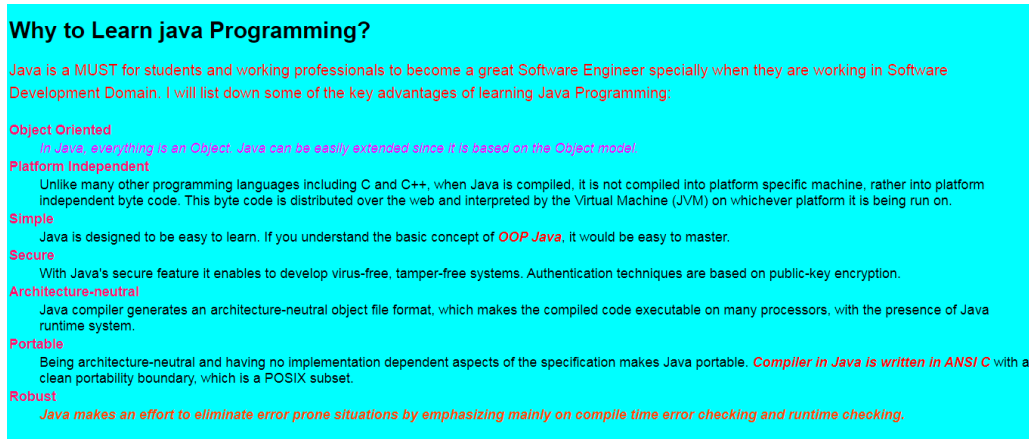 Why to Learn java Programming?
Java is a MUST for students and working professionals to become a great Software Engineer specially when they are working in Software
Development Domain. I will list down some of the key advantages of learning Java Programming:
Object Oriented
In Java, everything is an Object. Java can be easily extended since it is based on the Object model.
Platform Independent
Unlike many other programming languages including C and C++, when Java is compiled, it is not compiled into platform specific machine, rather into platform
independent byte code. This byte code is distributed over the web and interpreted by the Virtual Machine (JVM) on whichever platform it is being run on.
Simple
Java is designed to be easy to learn. If you understand the basic concept of OOP Java, it would be easy to master.
Secure
With Java's secure feature it enables to develop virus-free, tamper-free systems. Authentication techniques are based on public-key encryption.
Architecture-neutral
Java compiler generates an architecture-neutral object file format, which makes the compiled code executable on many processors, with the presence of Java
runtime system.
Portable
Being architecture-neutral and having no implementation dependent aspects of the specification makes Java portable. Compiler in Java is written in ANSI C with a
clean portability boundary, which is a POSIX subset.
Robust
Java makes an effort to eliminate error prone situations by emphasizing mainly on compile time error checking and runtime checking.